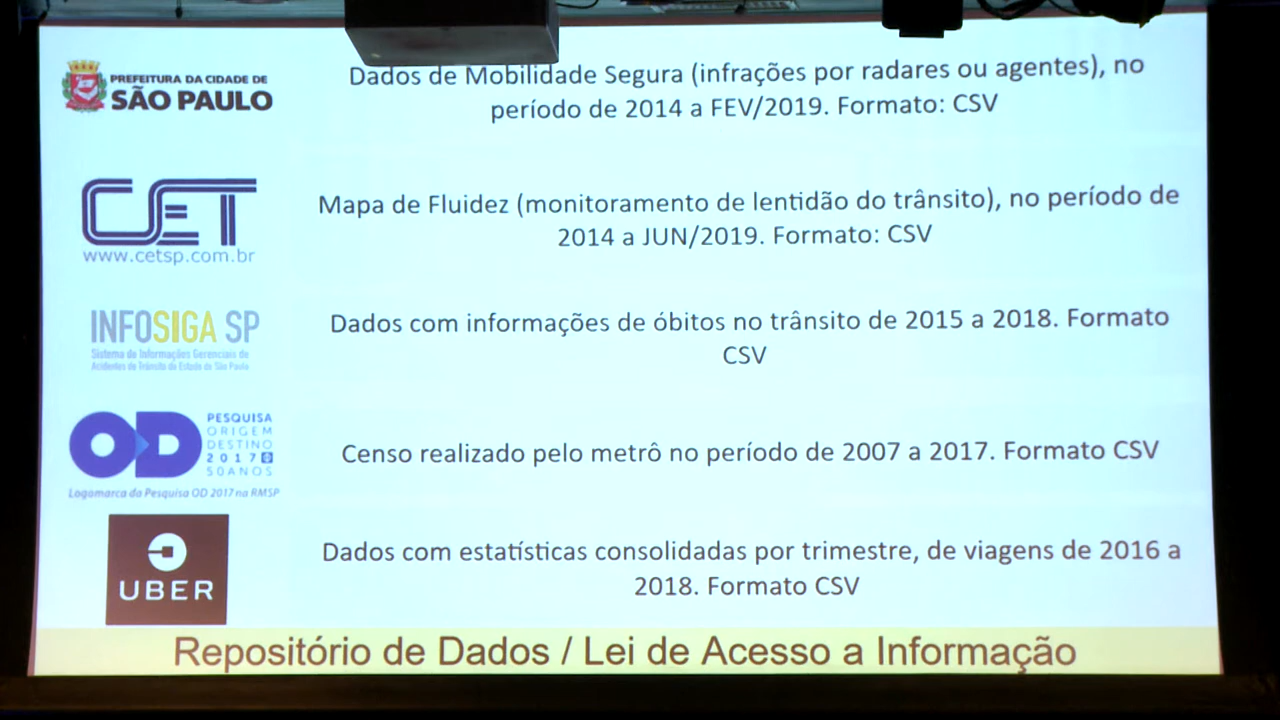 PREFEITURA DA CIDADE DE
SÃO PAULO
Dados de Mobilidade Segura (infrações por radares ou agentes), no
período de 2014 a FEV/2019. Formato: CSV
CET
www.cetsp.com.br
Mapa de Fluidez (monitoramento de lentidão do trânsito), no período de
2014 a JUN/2019. Formato: CSV
INFOSIGA SP
Sistema de Informações Gerenciais de
Acidentes de Trânsito do Estado de São Paulo
Dados com informações de óbitos no trânsito de 2015 a 2018. Formato
CSV
OD
PESQUISA
ORIGEM
DESTINO
2017
50 ANOS
Logomarca da Pesquisa OD 2017 na RMSP
Censo realizado pelo metrô no período de 2007 a 2017. Formato CSV
UBER
Dados com estatísticas consolidadas por trimestre, de viagens de 2016 a
2018. Formato CSV
Repositório de Dados / Lei de Acesso a Informação